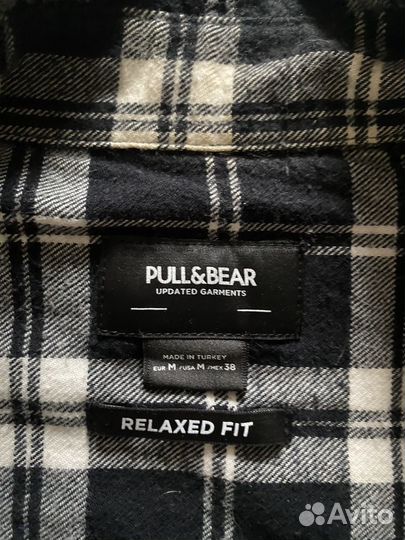 PULL&BEAR
UPDATED GARMENTS
MADE IN TURKEY
EUR M /USA M /MEX 38
RELAXED FIT
Avito